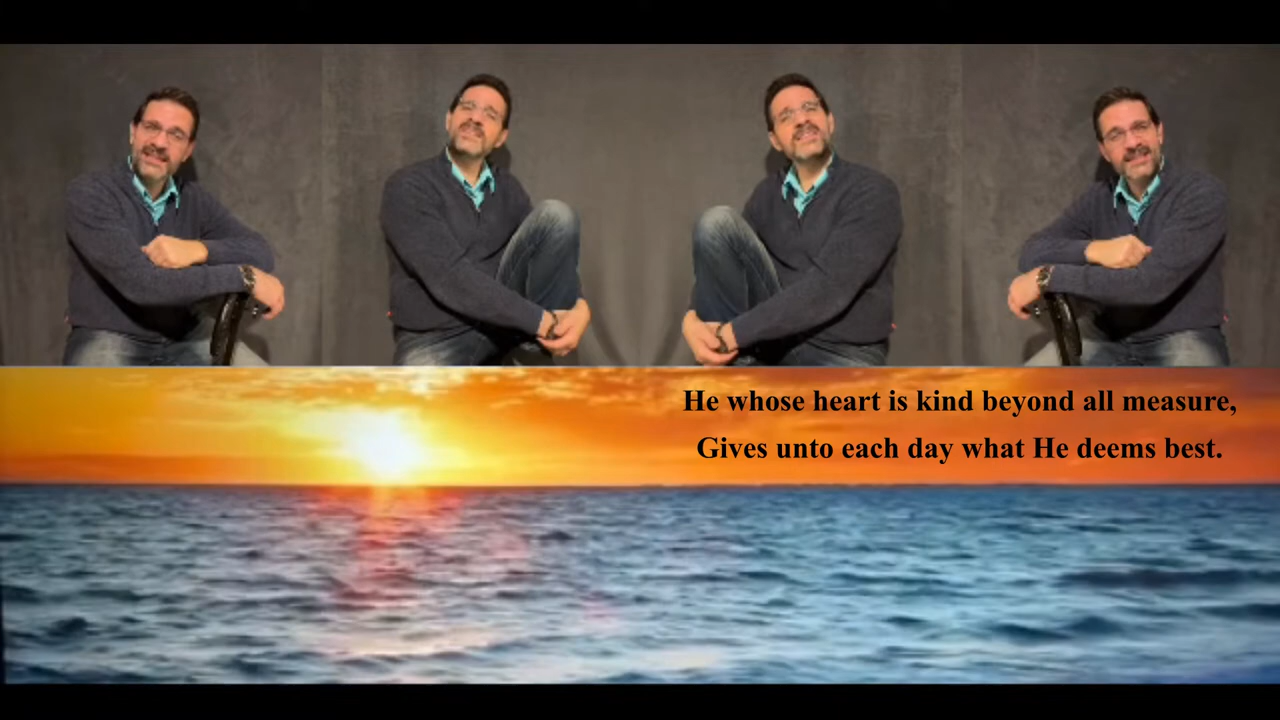 He whose heart is kind beyond all measure,
Gives unto each day what He deems best.